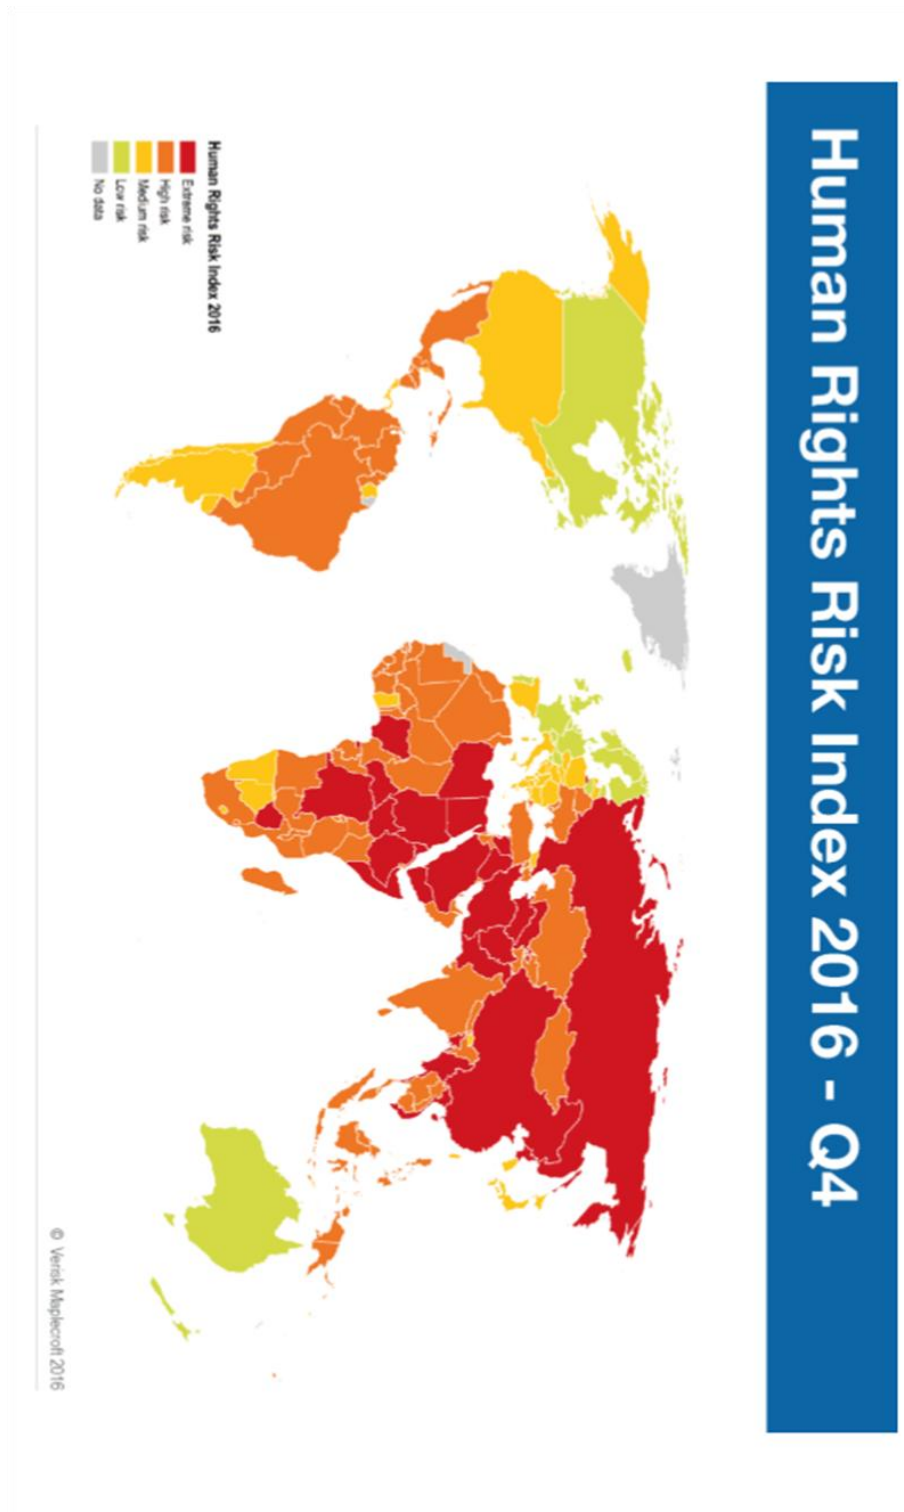 Human Rights Risk Index 2016 - Q4
Human Rights Risk Index 2016
Extreme risk
High risk
Medium risk
Low risk
No data
© Verisk Maplecroft 2016